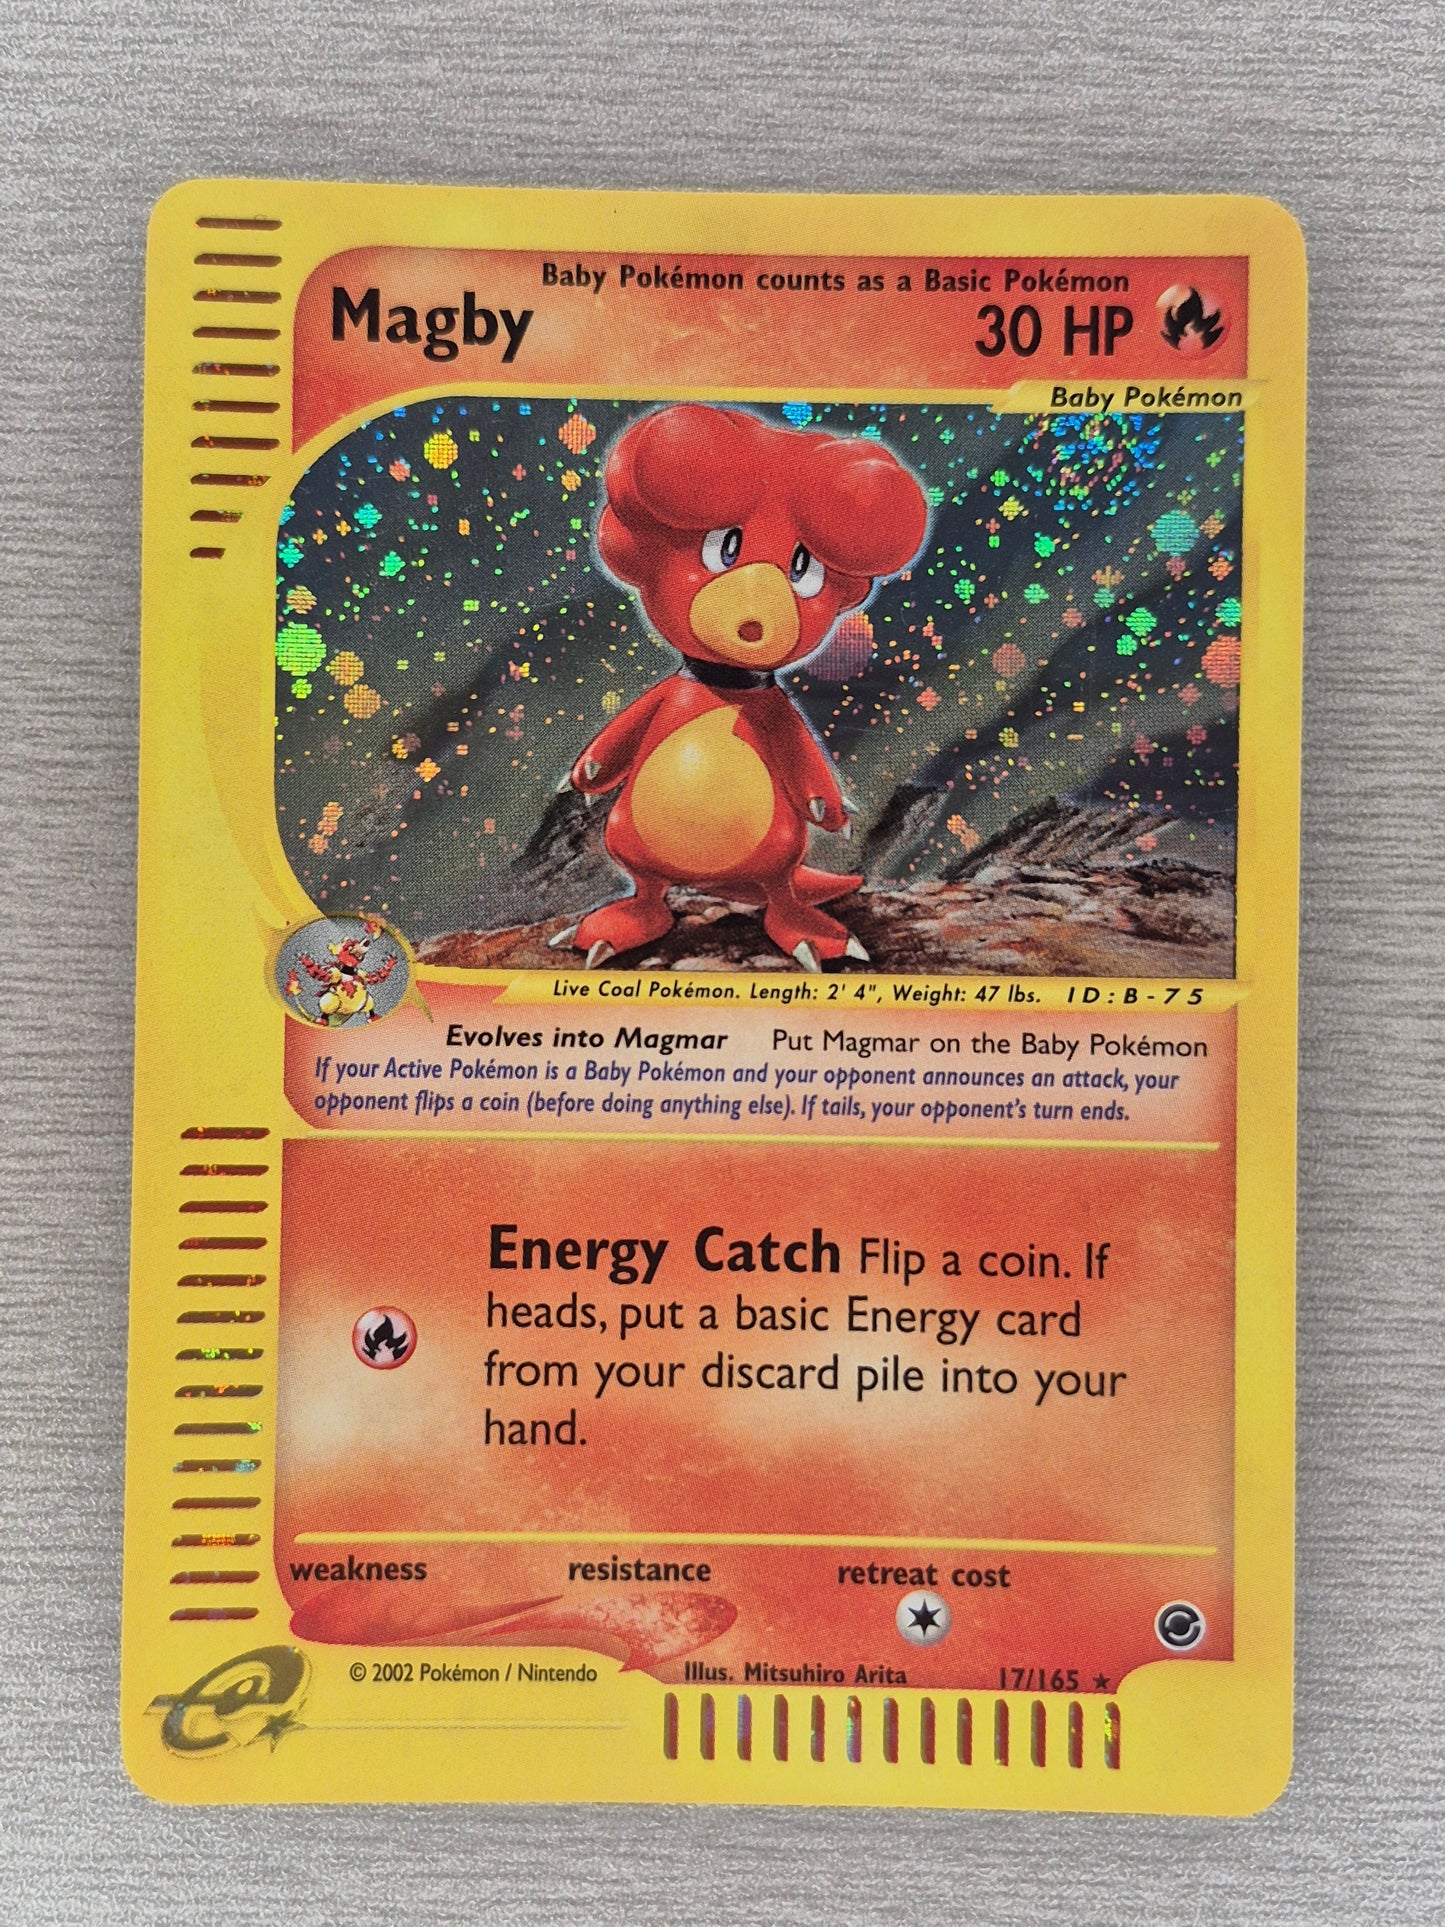 Baby Pokémon counts as a Basic Pokémon
Magby 30 HP
Baby Pokémon
Live Coal Pokémon. Length: 2' 4", Weight: 47 lbs. ID:B-75
Evolves into Magmar Put Magmar on the Baby Pokémon
If your Active Pokémon is a Baby Pokémon and your opponent announces an attack, your
opponent flips a coin (before doing anything else). If tails, your opponent's turn ends.
Energy Catch Flip a coin. If
heads, put a basic Energy card
from your discard pile into your
hand.
weakness resistance retreat cost
© 2002 Pokémon / Nintendo Illus. Mitsuhiro Arita 17/165 ★
e